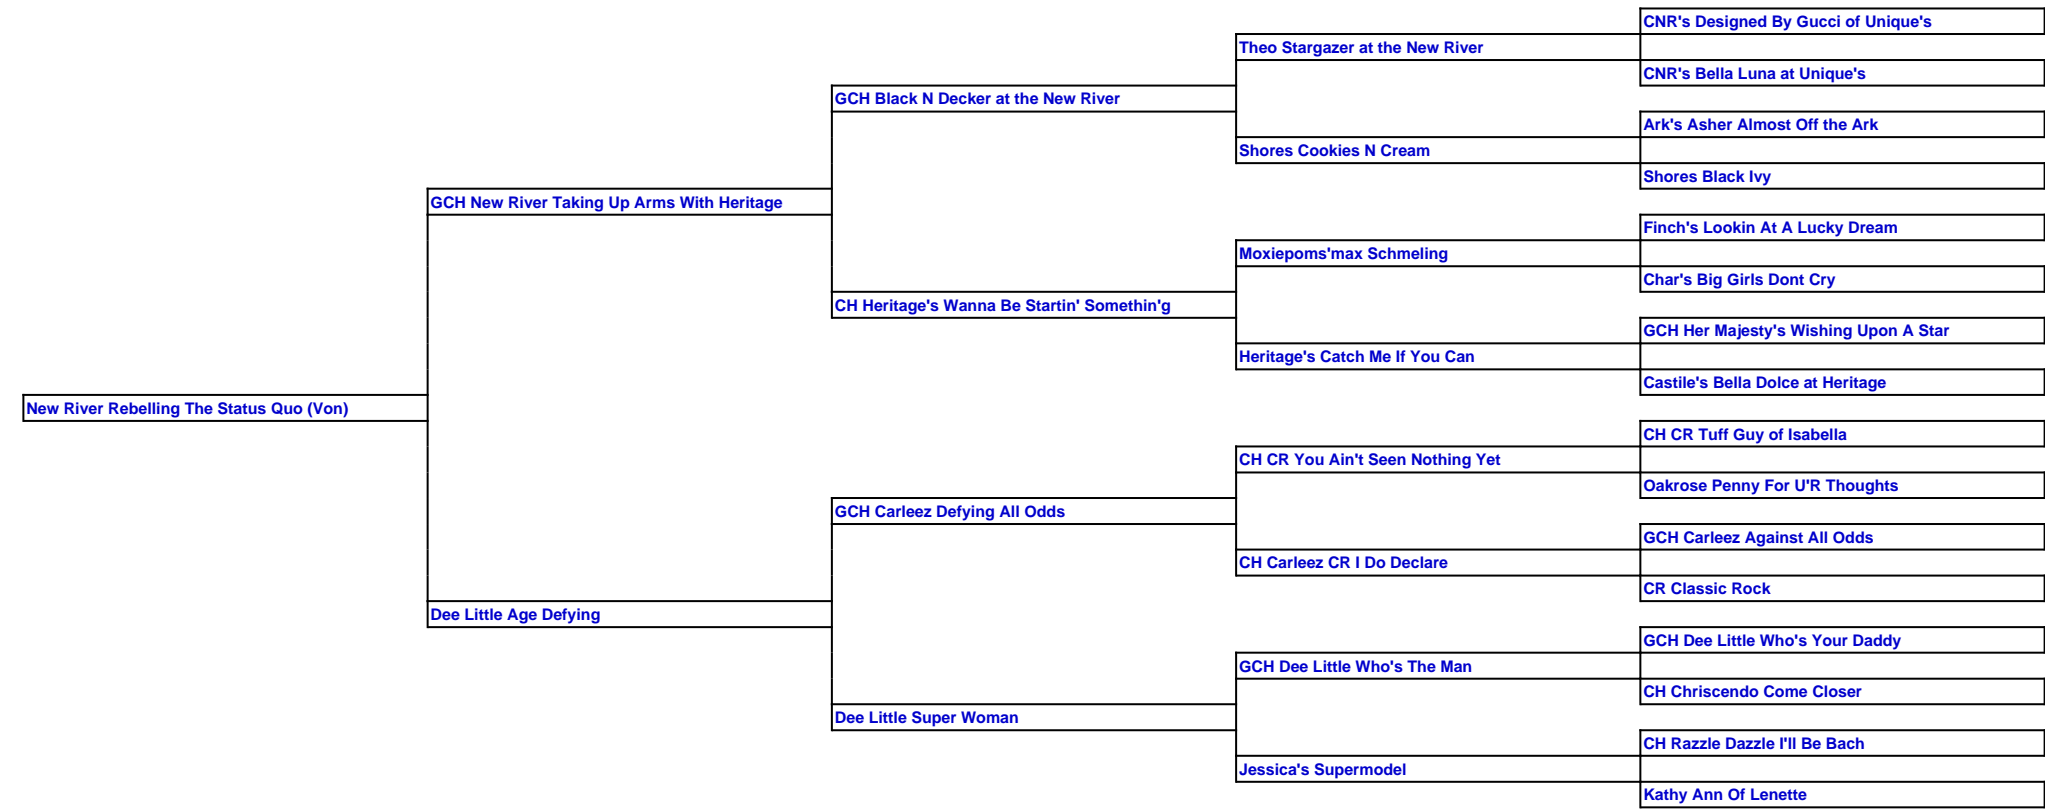 CNR's Designed By Gucci of Unique's
Theo Stargazer at the New River
CNR's Bella Luna at Unique's
GCH Black N Decker at the New River
Ark's Asher Almost Off the Ark
Shores Cookies N Cream
Shores Black Ivy
GCH New River Taking Up Arms With Heritage
Finch's Lookin At A Lucky Dream
Moxiepoms'max Schmeling
Char's Big Girls Dont Cry
CH Heritage's Wanna Be Startin' Somethin'g
GCH Her Majesty's Wishing Upon A Star
Heritage's Catch Me If You Can
Castile's Bella Dolce at Heritage
New River Rebelling The Status Quo (Von)
CH CR Tuff Guy of Isabella
CH CR You Ain't Seen Nothing Yet
Oakrose Penny For U'R Thoughts
GCH Carleez Defying All Odds
GCH Carleez Against All Odds
CH Carleez CR I Do Declare
CR Classic Rock
Dee Little Age Defying
GCH Dee Little Who's Your Daddy
GCH Dee Little Who's The Man
CH Chriscendo Come Closer
Dee Little Super Woman
CH Razzle Dazzle I'll Be Bach
Jessica's Supermodel
Kathy Ann Of Lenette